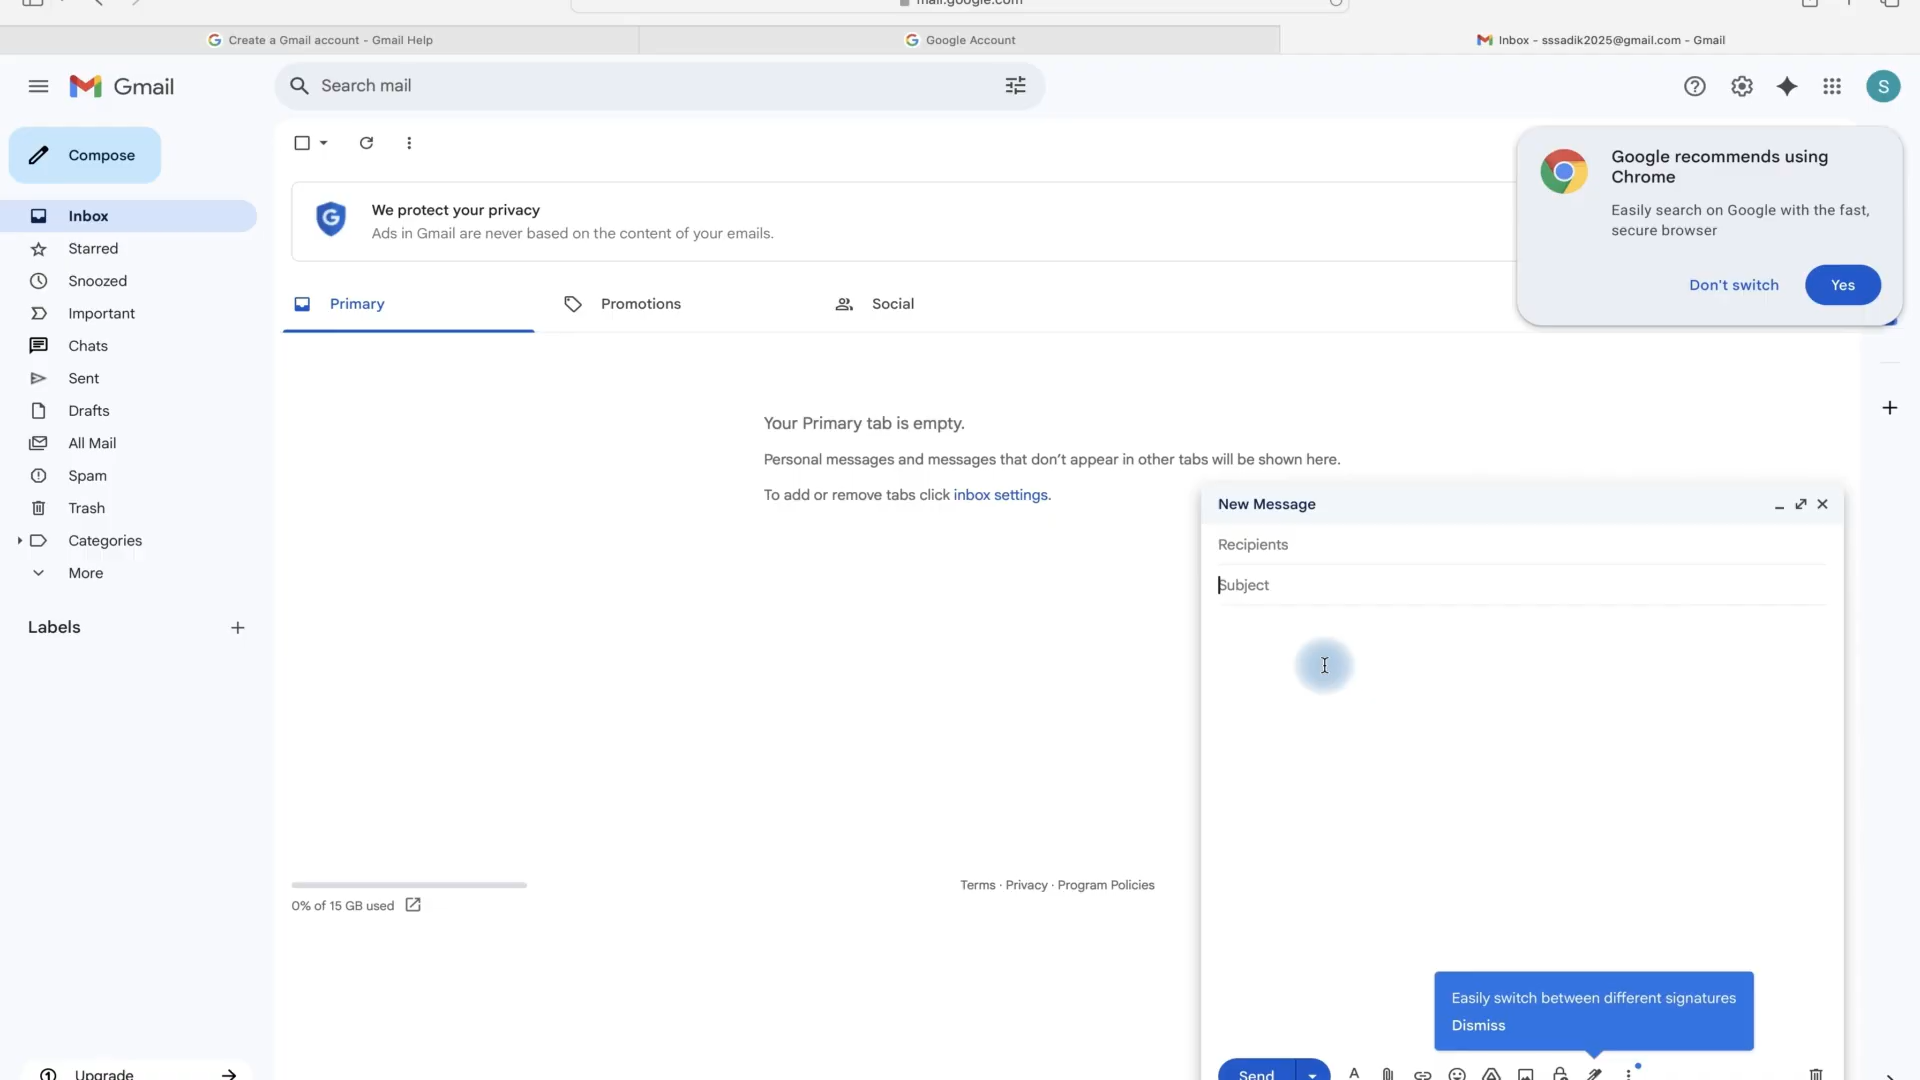 mail.google.com
Create a Gmail account - Gmail Help
Google Account
Inbox - sssadik2025@gmail.com - Gmail
Gmail
Search mail
S
Compose
Inbox
Starred
Snoozed
Important
Chats
Sent
Drafts
All Mail
Spam
Trash
Categories
More
Labels
Upgrade
We protect your privacy
Ads in Gmail are never based on the content of your emails.
Primary
Promotions
Social
Your Primary tab is empty.
Personal messages and messages that don't appear in other tabs will be shown here.
To add or remove tabs click inbox settings.
0% of 15 GB used
Terms · Privacy · Program Policies
Google recommends using
Chrome
Easily search on Google with the fast,
secure browser
Don't switch
Yes
New Message
Recipients
Subject
Easily switch between different signatures
Dismiss
Send